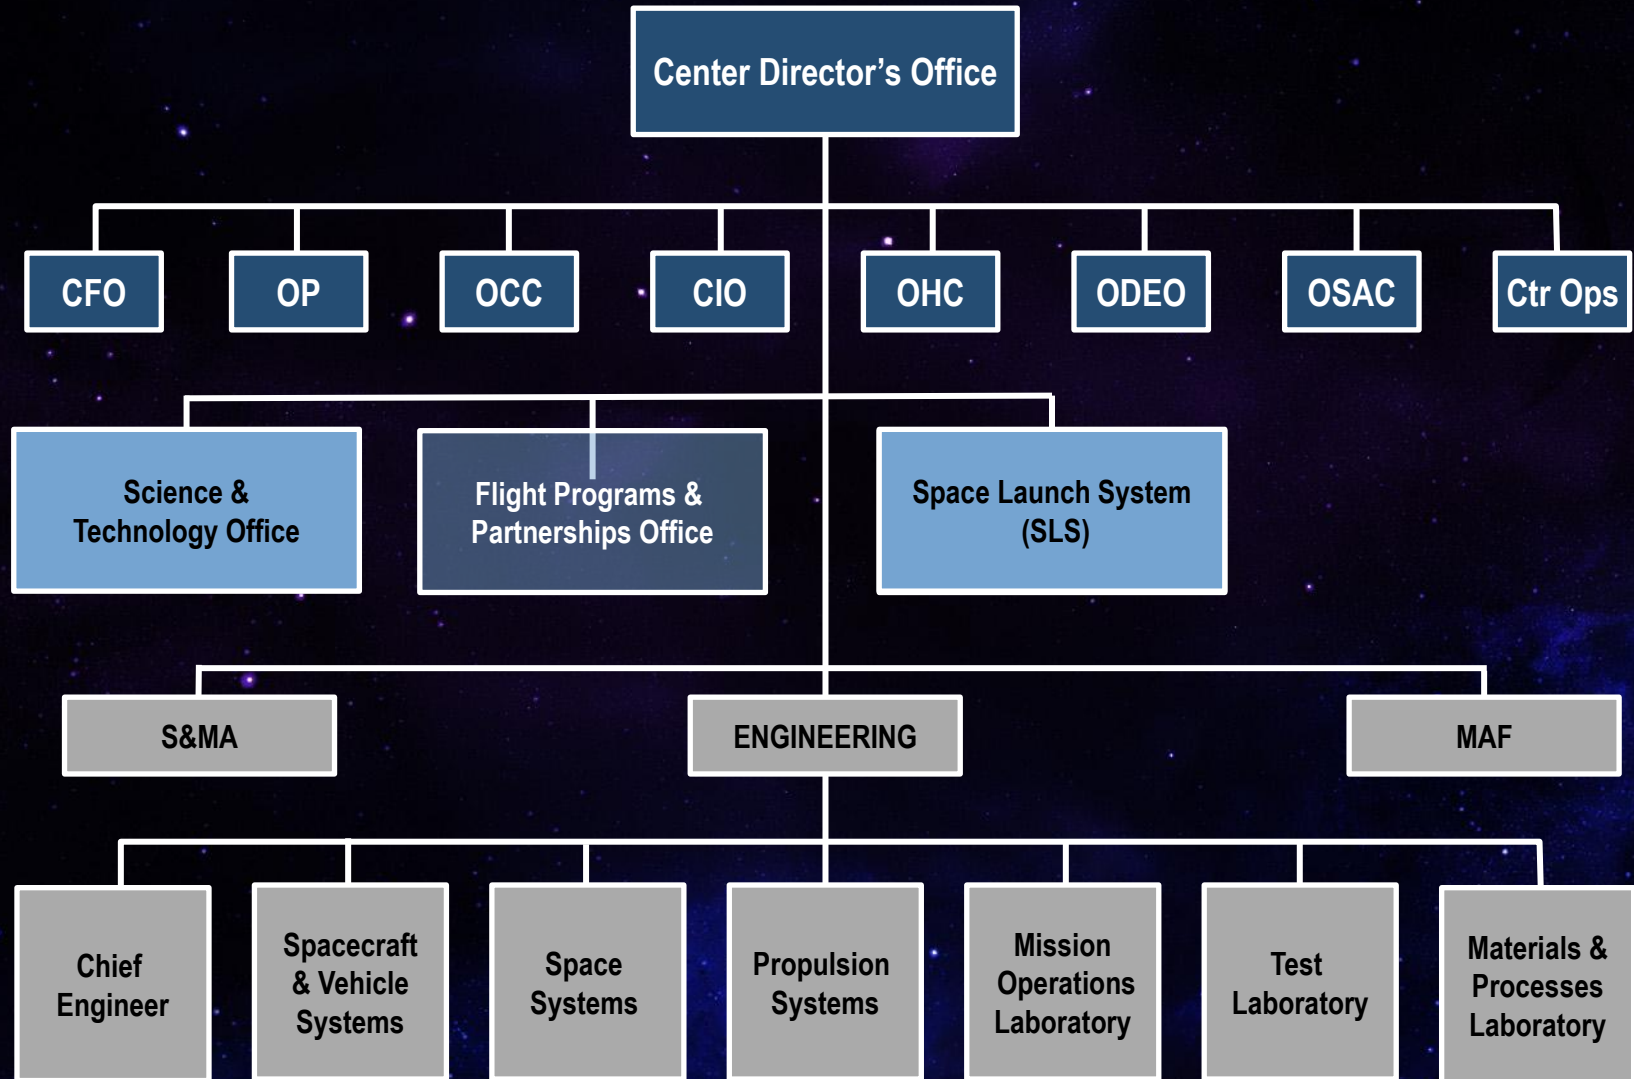 Center Director’s Office
CFO
OP
OCC
CIO
OHC
ODEO
OSAC
Ctr Ops
Science &
Technology Office
Flight Programs &
Partnerships Office
Space Launch System
(SLS)
S&MA
ENGINEERING
MAF
Chief
Engineer
Spacecraft
& Vehicle
Systems
Space
Systems
Propulsion
Systems
Mission
Operations
Laboratory
Test
Laboratory
Materials &
Processes
Laboratory